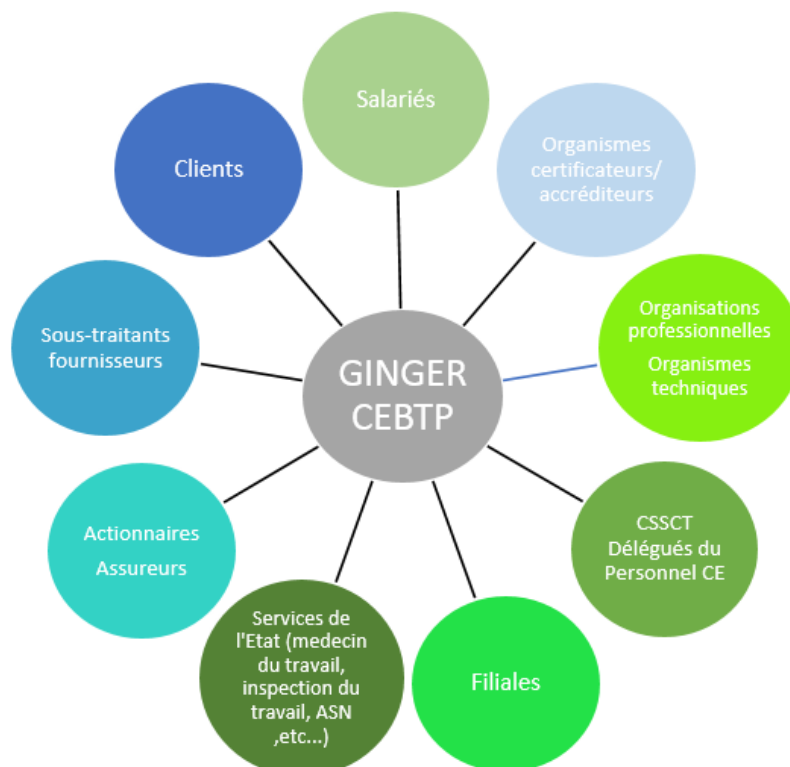 Salariés
Organismes
certificateurs/
accréditeurs
Organisations
professionnelles
Organismes
techniques
CSSCT
Délégués du
Personnel CE
Filiales
Services de
l'Etat (medecin
du travail,
inspection du
travail, ASN
,etc...)
Actionnaires
Assureurs
Sous-traitants
fournisseurs
Clients
GINGER
CEBTP